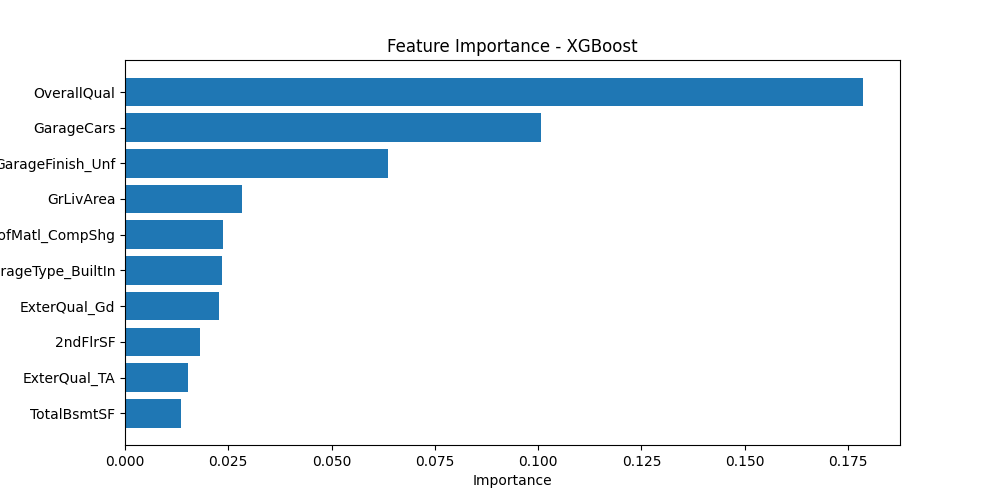 Feature Importance - XGBoost
OverallQual
GarageCars
GarageFinish_Unf
GrLivArea
ofMatl_CompShg
rageType_BuiltIn
ExterQual_Gd
2ndFlrSF
ExterQual_TA
TotalBsmtSF
0.000 0.025 0.050 0.075 0.100 0.125 0.150 0.175
Importance